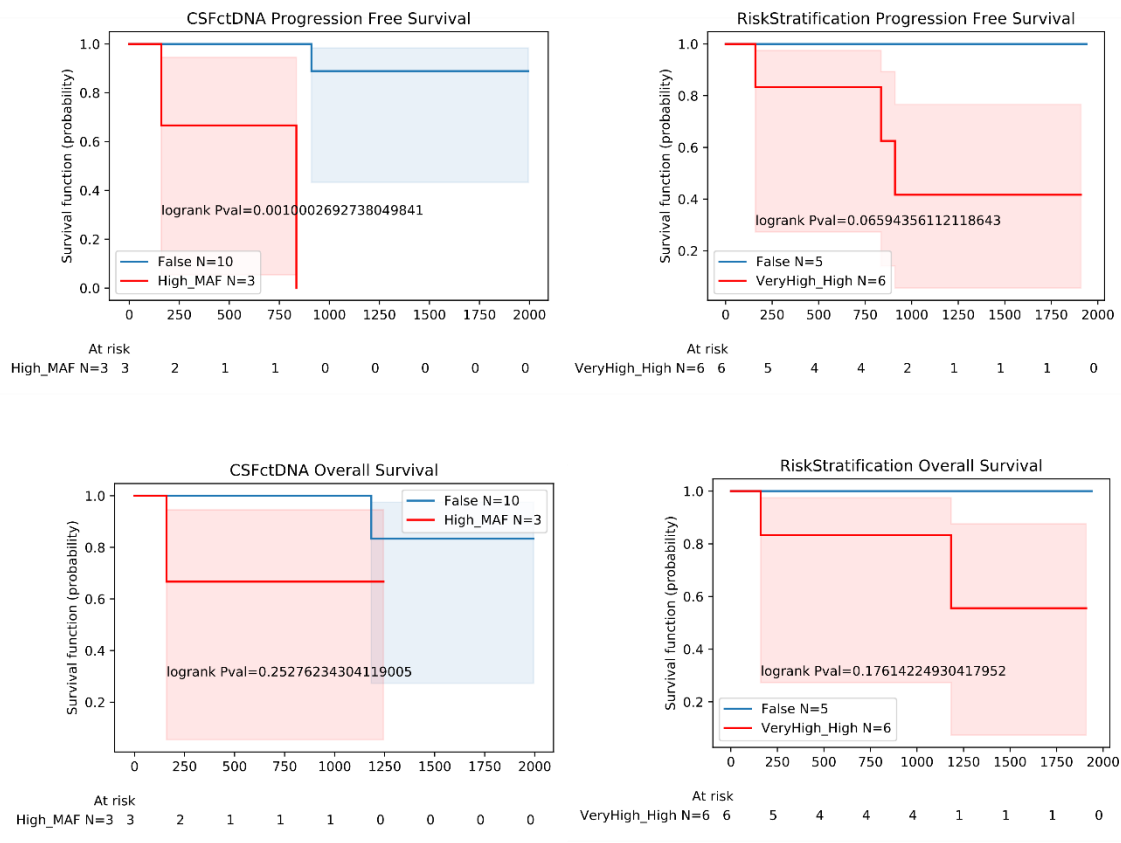 CSFctDNA Progression Free Survival
Survival function (probability)
1.0
0.8
0.6
0.4
0.2
0.0
logrank Pval=0.0010002692738049841
False N=10
High_MAF N=3
0 250 500 750 1000 1250 1500 1750 2000
At risk
High_MAF N=3 3 2 1 1 0 0 0 0 0
RiskStratification Progression Free Survival
Survival function (probability)
1.0
0.8
0.6
0.4
0.2
logrank Pval=0.06594356112118643
False N=5
VeryHigh_High N=6
0 250 500 750 1000 1250 1500 1750 2000
At risk
VeryHigh_High N=6 6 5 4 4 2 1 1 1 0
CSFctDNA Overall Survival
Survival function (probability)
1.0
0.8
0.6
0.4
0.2
False N=10
High_MAF N=3
logrank Pval=0.25276234304119005
0 250 500 750 1000 1250 1500 1750 2000
At risk
High_MAF N=3 3 2 1 1 1 0 0 0 0
RiskStratification Overall Survival
Survival function (probability)
1.0
0.8
0.6
0.4
0.2
logrank Pval=0.17614224930417952
False N=5
VeryHigh_High N=6
0 250 500 750 1000 1250 1500 1750 2000
At risk
VeryHigh_High N=6 6 5 4 4 4 1 1 1 0